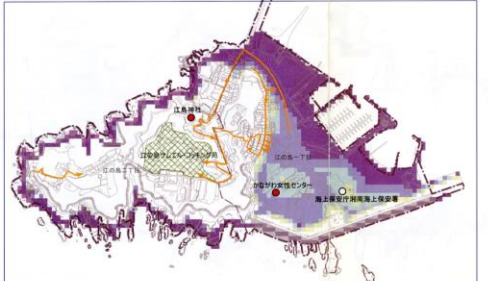 江島神社
江の島サムエル・コッキング苑
江の島一丁目
江の島二丁目
かながわ女性センター
海上保安庁湘南海上保安署